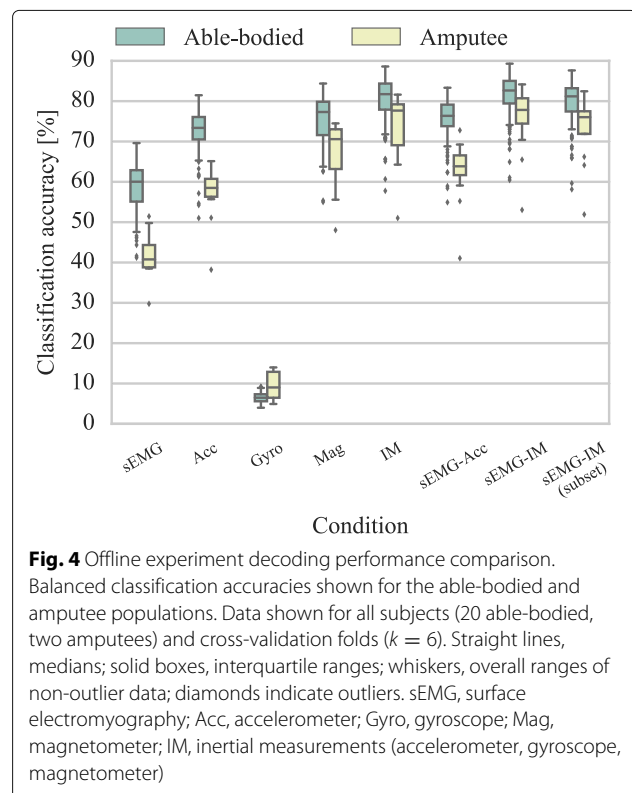 Able-bodied Amputee
Classification accuracy [%]
90
80
70
60
50
40
30
20
10
0
sEMG Acc Gyro Mag IM sEMG-Acc sEMG-IM sEMG-IM
(subset)
Condition
Fig. 4 Offline experiment decoding performance comparison.
Balanced classification accuracies shown for the able-bodied and
amputee populations. Data shown for all subjects (20 able-bodied,
two amputees) and cross-validation folds (k = 6). Straight lines,
medians; solid boxes, interquartile ranges; whiskers, overall ranges of
non-outlier data; diamonds indicate outliers. sEMG, surface
electromyography; Acc, accelerometer; Gyro, gyroscope; Mag,
magnetometer; IM, inertial measurements (accelerometer, gyroscope,
magnetometer)